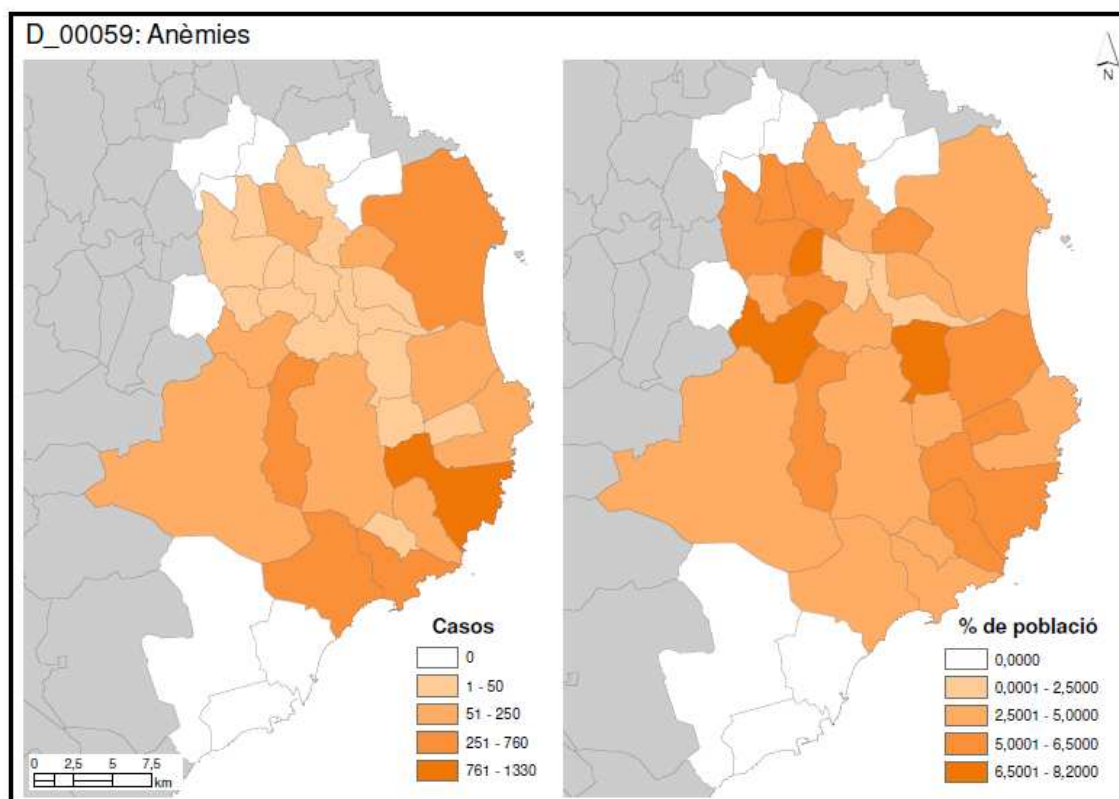 D_00059: Anèmies
N
Casos
0
1 - 50
51 - 250
251 - 760
761 - 1330
0 2,5 5 7,5
km
% de població
0,0000
0,0001 - 2,5000
2,5001 - 5,0000
5,0001 - 6,5000
6,5001 - 8,2000